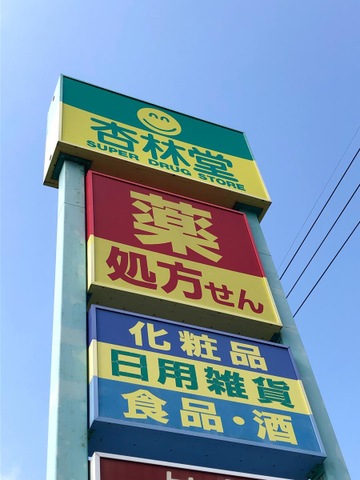 杏林堂
SUPER DRUG STORE
薬
処方せん
化粧品
日用雑貨
食品・酒